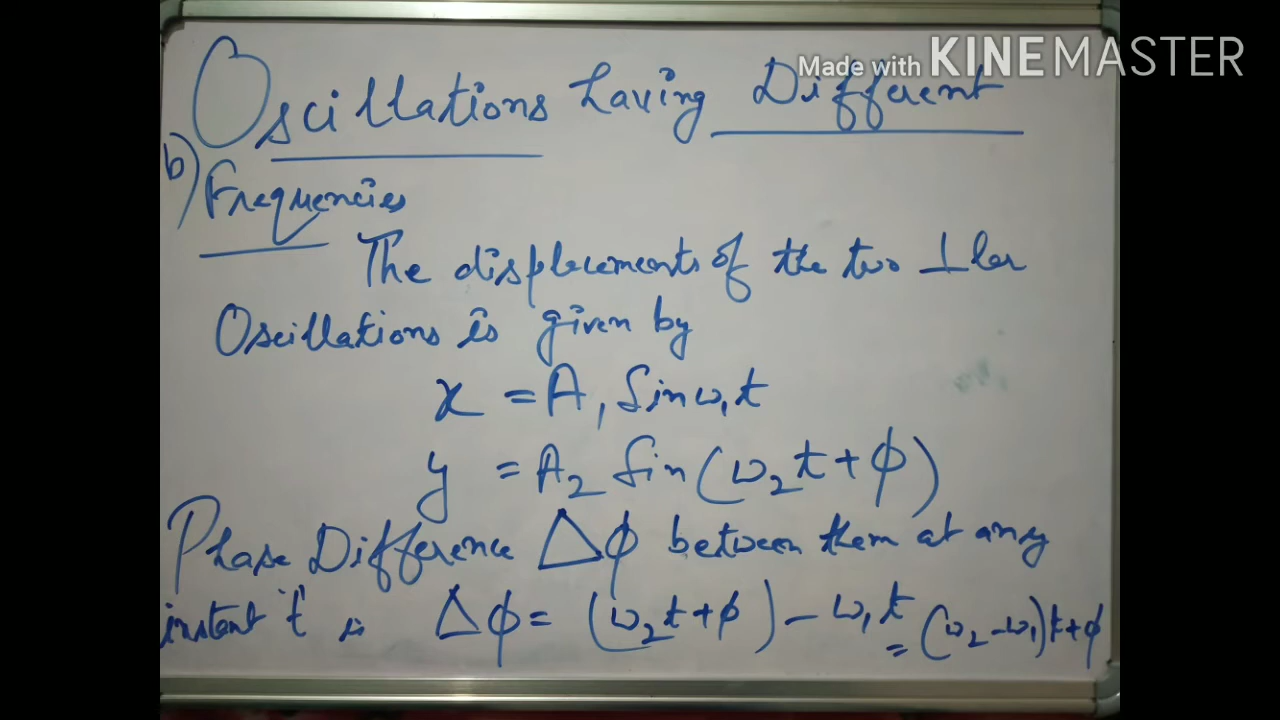 Made with KINEMASTER
Oscillations having Different
b) Frequencies
The displacements of the two ⊥lar
Oscillations is given by
x = A₁ Sin ω₁t
y = A₂ Sin (ω₂t + ϕ)
Phase Difference Δϕ between them at any
instant 't' is Δϕ = (ω₂t + ϕ) - ω₁t = (ω₂ - ω₁)t + ϕ